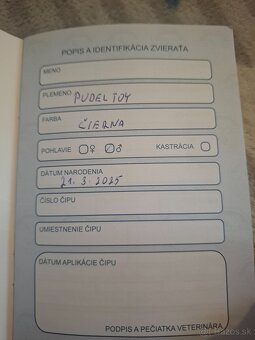 POPIS A IDENTIFIKÁCIA ZVIERAŤA
MENO
PLEMENO PUDEL TOY
FARBA ČIERNA
POHLAVIE ♀ ♂ KASTRÁCIA
DÁTUM NARODENIA
21. 3. 2025
ČÍSLO ČIPU
UMIESTNENIE ČIPU
DÁTUM APLIKÁCIE ČIPU
PODPIS A PEČIATKA VETERINÁRA